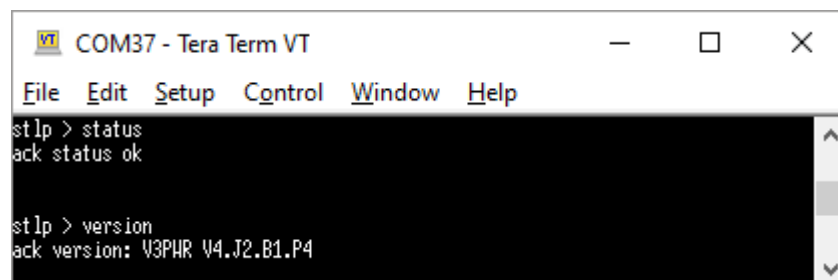 VT COM37 - Tera Term VT
File Edit Setup Control Window Help
stlp > status
ack status ok
stlp > version
ack version: V3PWR V4.J2.B1.P4